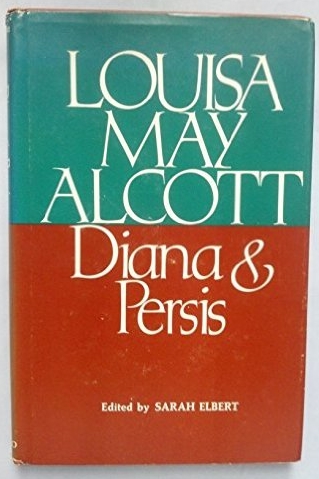 LOUISA
MAY
ALCOTT
Diana &
Persis
Edited by SARAH ELBERT